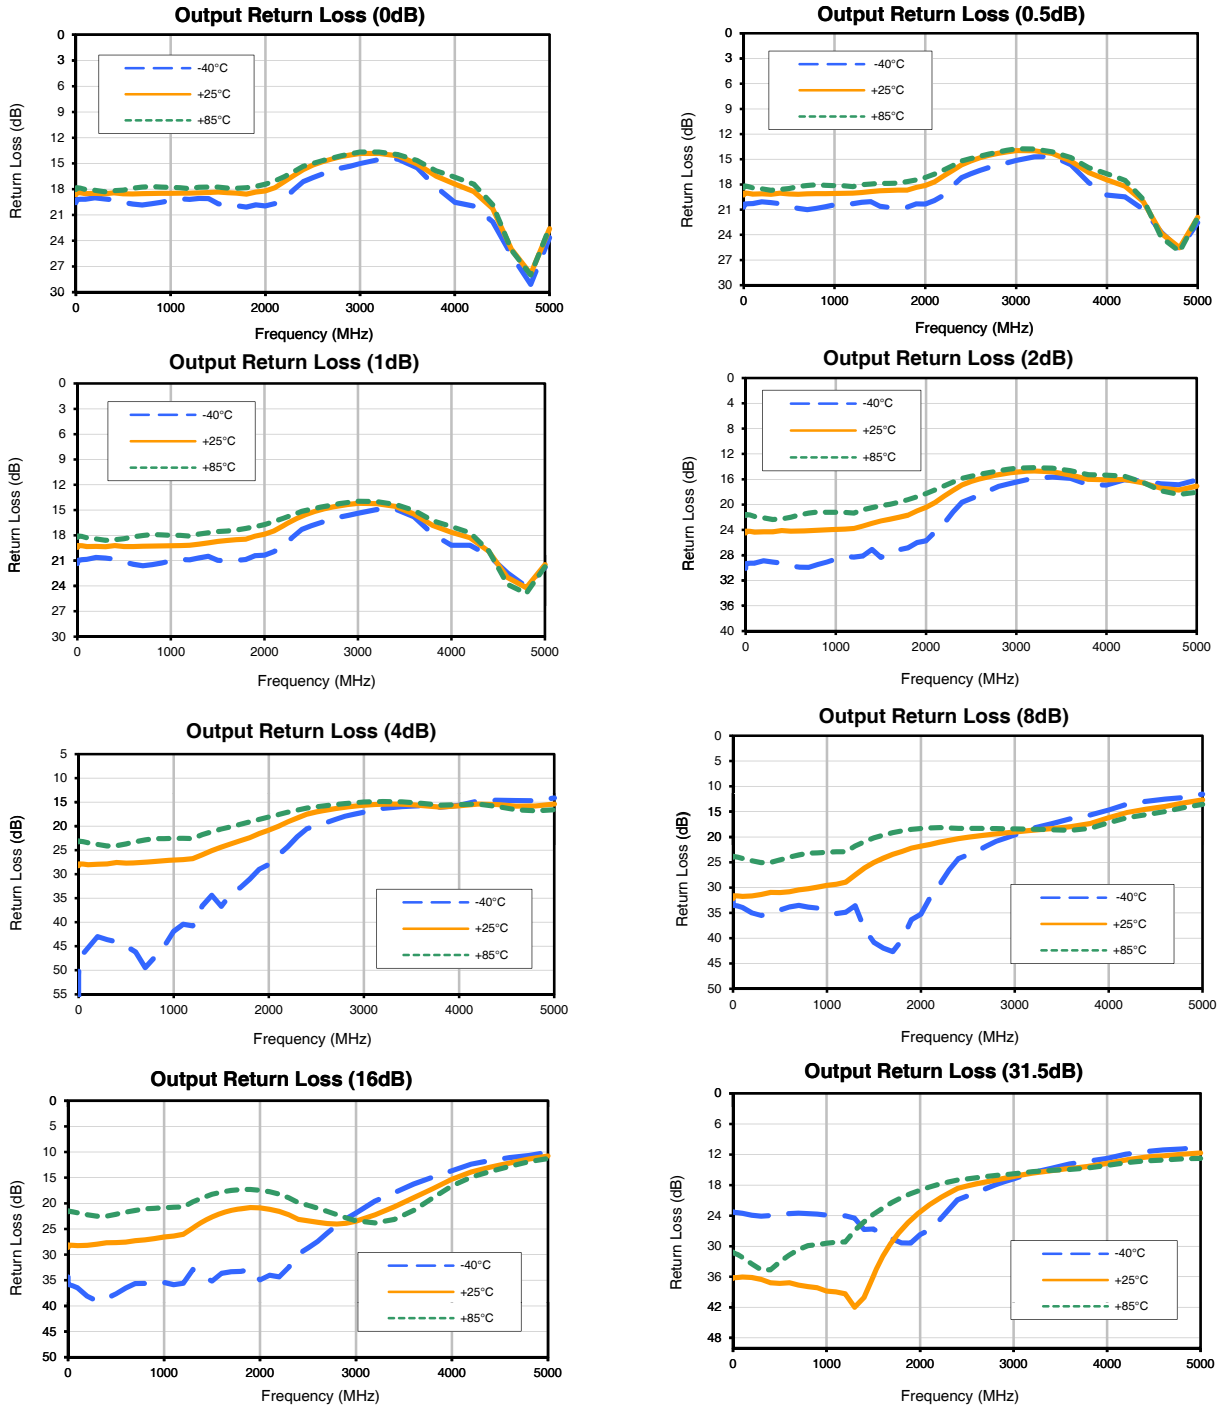 Output Return Loss (0dB)
0
3
6
9
12
15
18
21
24
27
30
Return Loss (dB)
-40°C
+25°C
+85°C
0
1000
2000
3000
4000
5000
Frequency (MHz)
Output Return Loss (0.5dB)
0
3
6
9
12
15
18
21
24
27
30
Return Loss (dB)
-40°C
+25°C
+85°C
0
1000
2000
3000
4000
5000
Frequency (MHz)
Output Return Loss (1dB)
0
3
6
9
12
15
18
21
24
27
30
Return Loss (dB)
-40°C
+25°C
+85°C
0
1000
2000
3000
4000
5000
Frequency (MHz)
Output Return Loss (2dB)
0
4
8
12
16
20
24
28
32
36
40
Return Loss (dB)
-40°C
+25°C
+85°C
0
1000
2000
3000
4000
5000
Frequency (MHz)
Output Return Loss (4dB)
5
10
15
20
25
30
35
40
45
50
55
Return Loss (dB)
-40°C
+25°C
+85°C
0
1000
2000
3000
4000
5000
Frequency (MHz)
Output Return Loss (8dB)
0
5
10
15
20
25
30
35
40
45
50
Return Loss (dB)
-40°C
+25°C
+85°C
0
1000
2000
3000
4000
5000
Frequency (MHz)
Output Return Loss (16dB)
0
5
10
15
20
25
30
35
40
45
50
Return Loss (dB)
-40°C
+25°C
+85°C
0
1000
2000
3000
4000
5000
Frequency (MHz)
Output Return Loss (31.5dB)
0
6
12
18
24
30
36
42
48
Return Loss (dB)
-40°C
+25°C
+85°C
0
1000
2000
3000
4000
5000
Frequency (MHz)